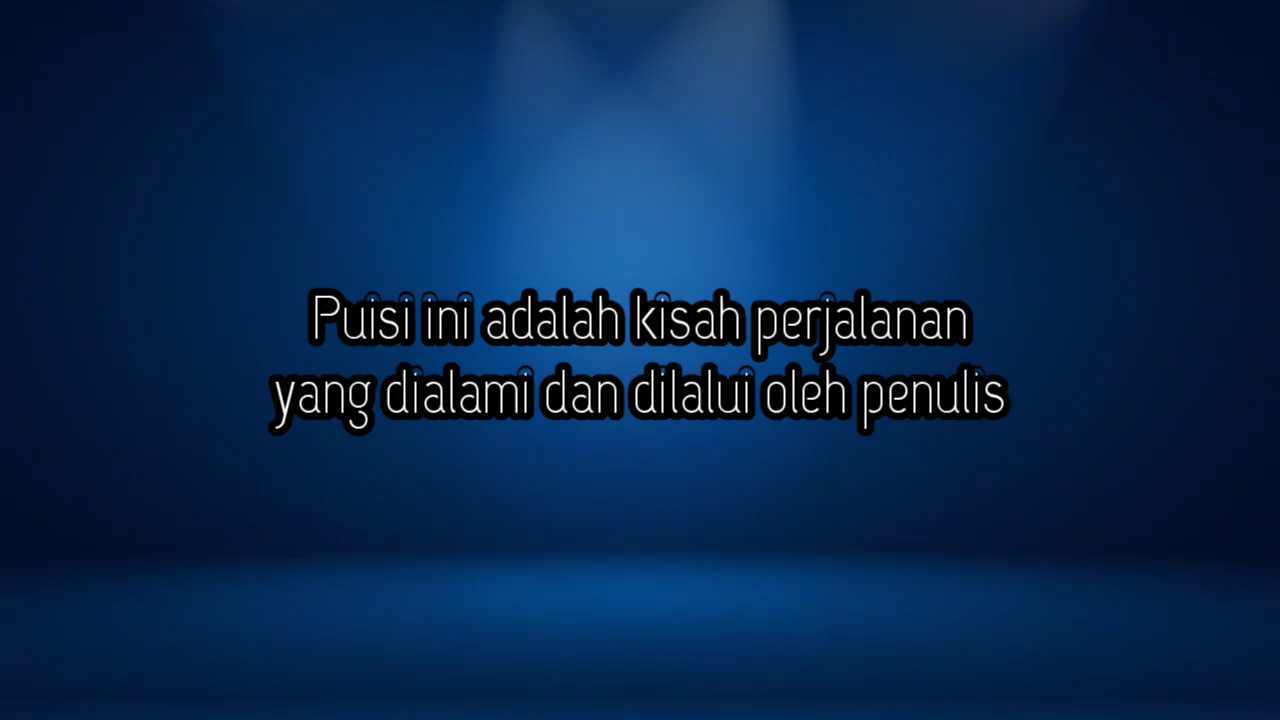 Puisi ini adalah kisah perjalanan
yang dialami dan dilalui oleh penulis